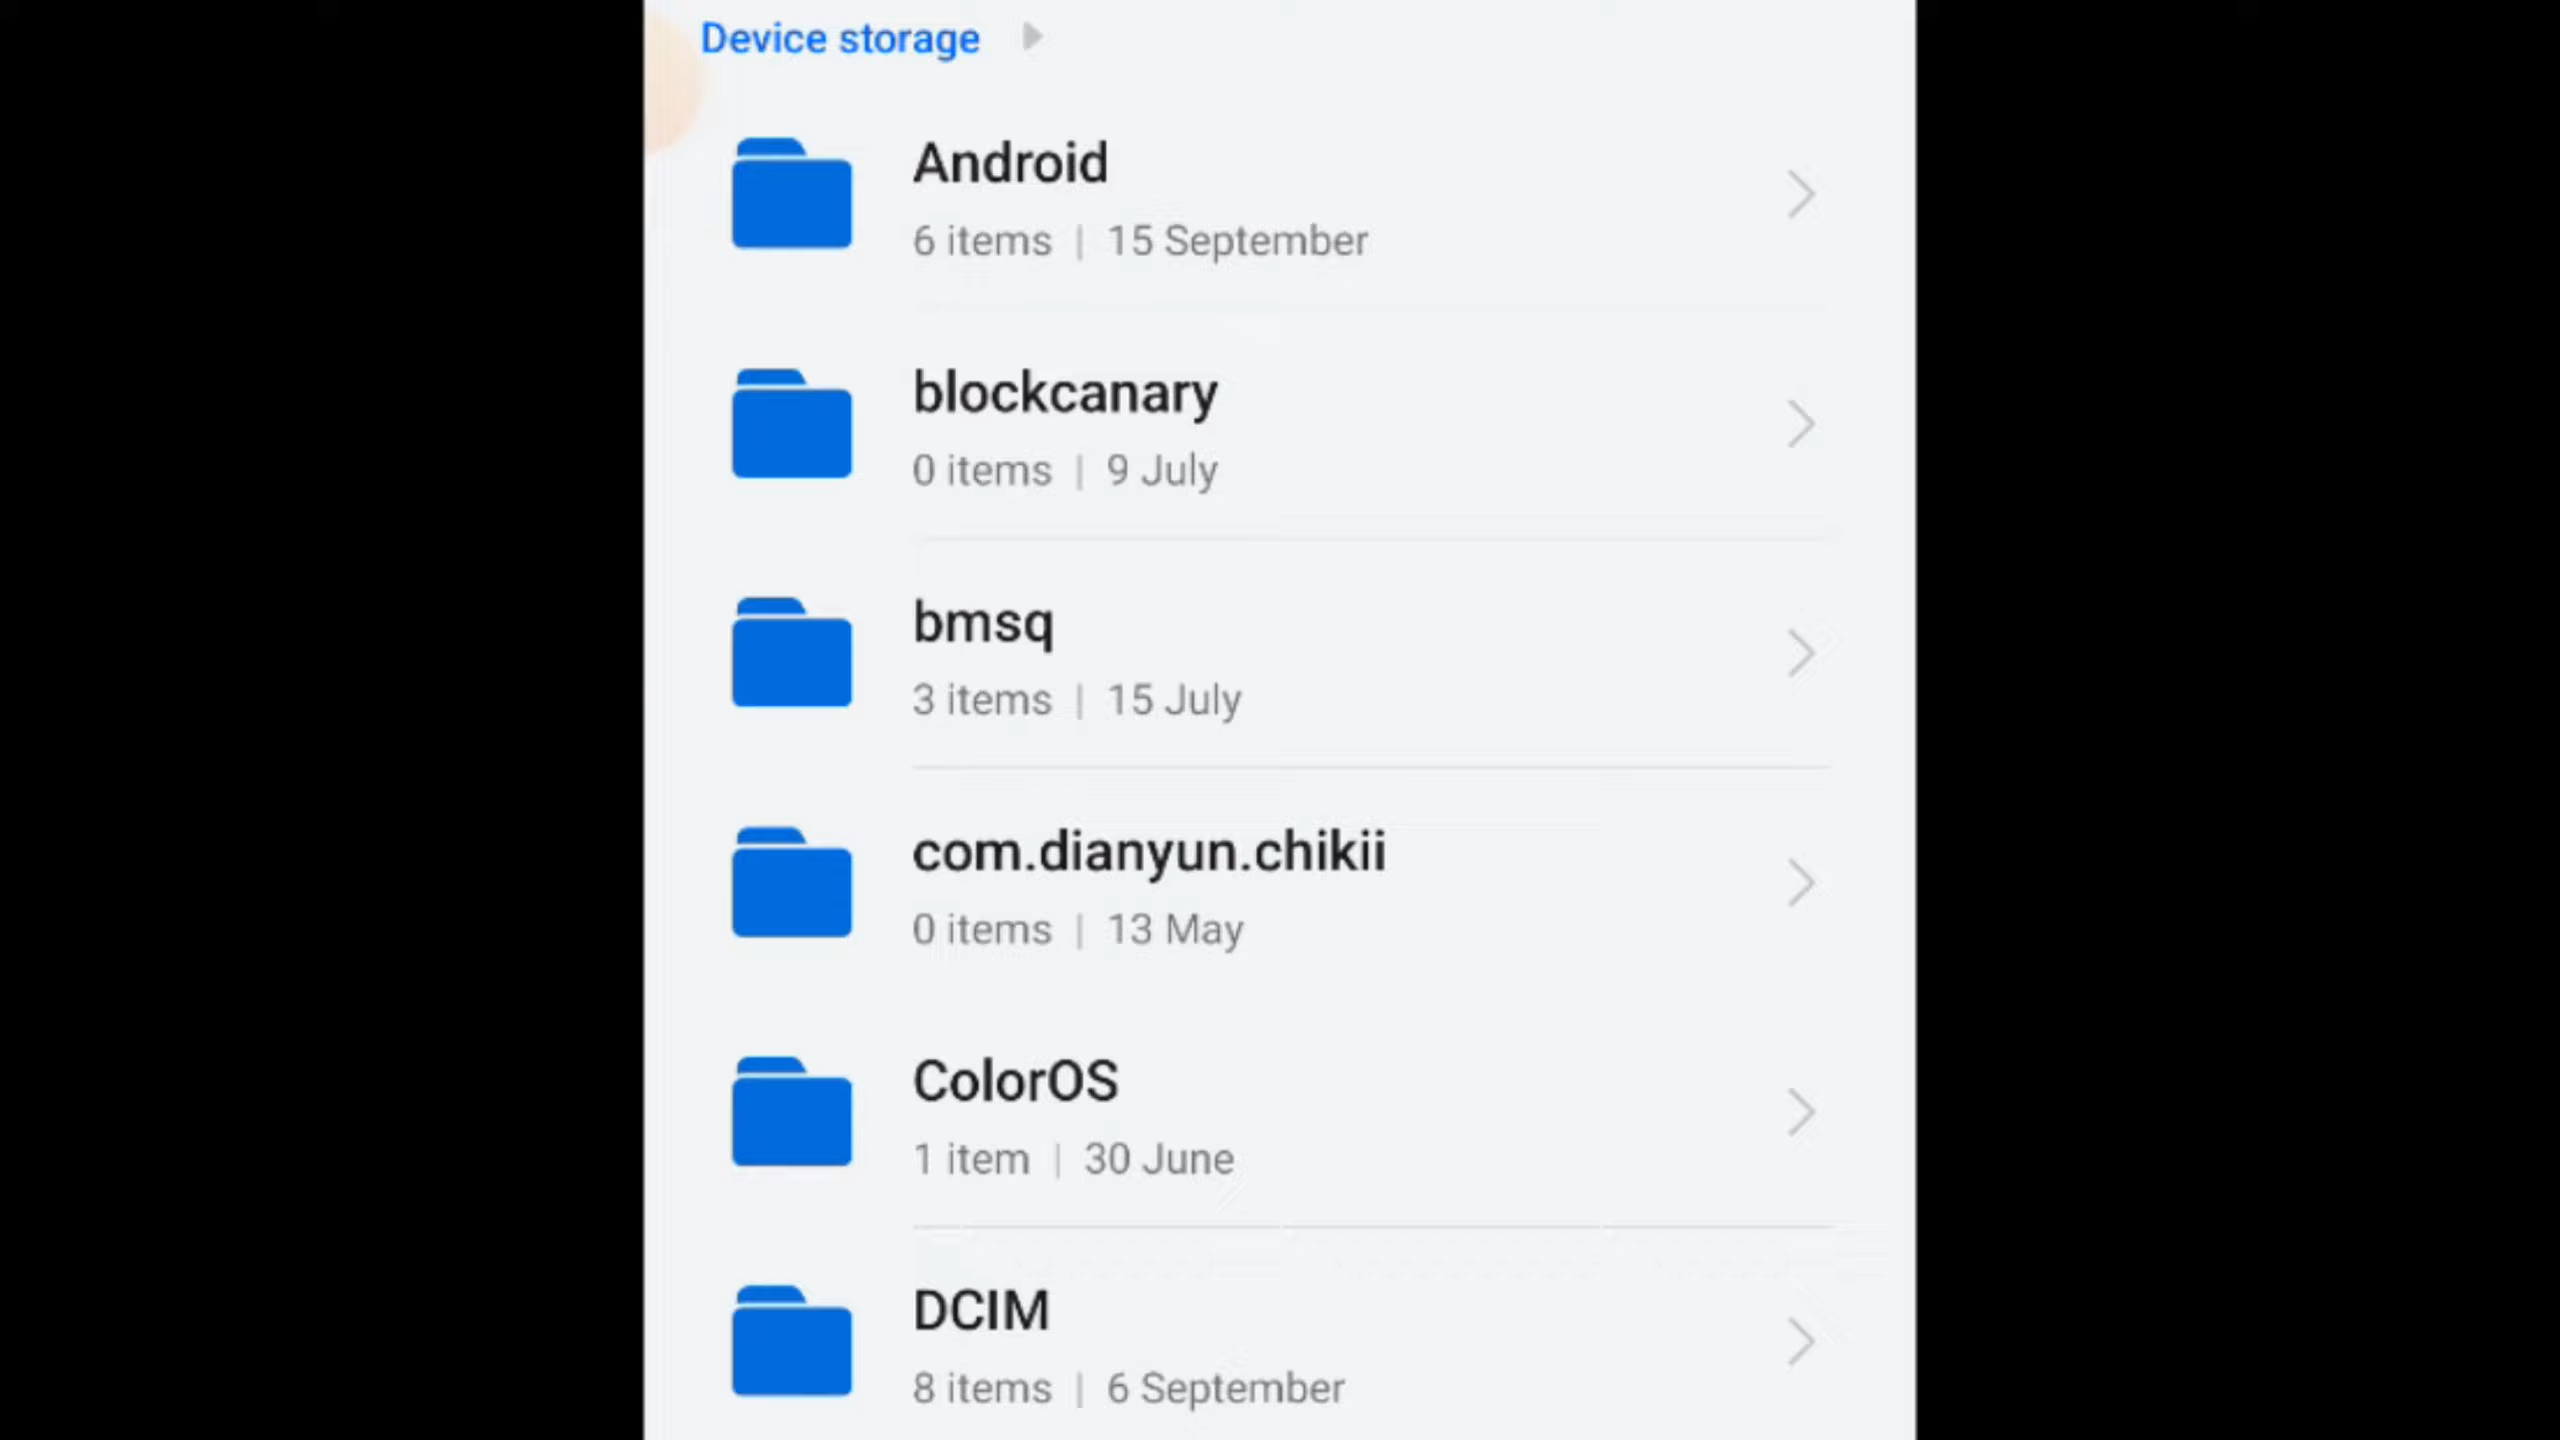 Device storage
Android
6 items | 15 September
blockcanary
0 items | 9 July
bmsq
3 items | 15 July
com.dianyun.chikii
0 items | 13 May
ColorOS
1 item | 30 June
DCIM
8 items | 6 September